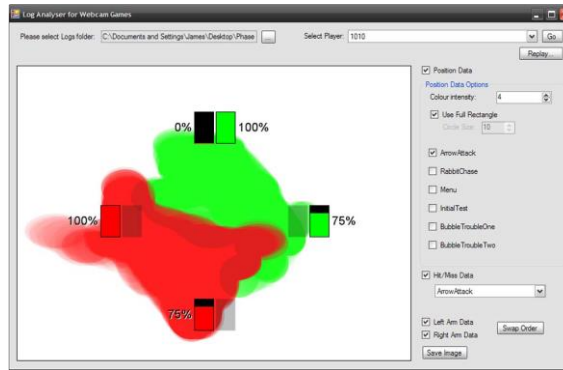 Log Analyser for Webcam Games
Please select Logs folder: C:\Documents and Settings\James\Desktop\Phase ... Select Player: 1010 Go
Replay...
Position Data
Position Data Options
Colour intensity: 4
Use Full Rectangle
Circle Size: 10
ArrowAttack
RabbitChase
Menu
InitialTest
BubbleTroubleOne
BubbleTroubleTwo
Hit/Miss Data
ArrowAttack
Left Arm Data
Right Arm Data
Swap Order
Save Image
0% 100%
100% 75%
75%